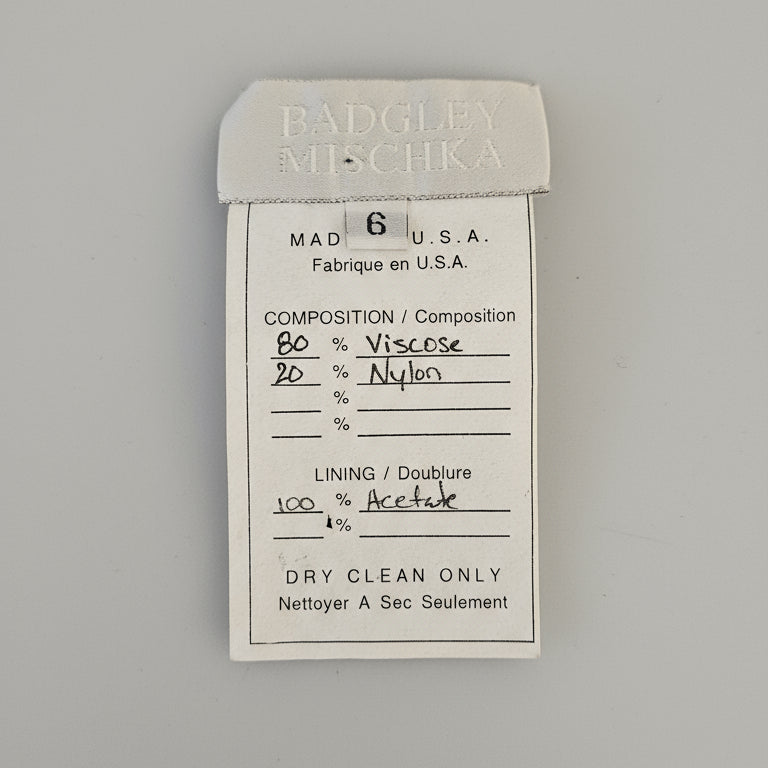 BADGLEY
MISCHKA
6
MAD U.S.A.
Fabrique en U.S.A.
COMPOSITION / Composition
80 % Viscose
20 % Nylon
%
%
LINING / Doublure
100 % Acetate
%
DRY CLEAN ONLY
Nettoyer A Sec Seulement